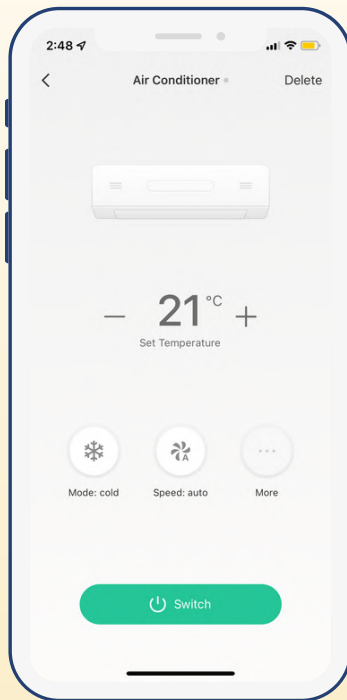 2:48
Air Conditioner
Delete
21 °C
Set Temperature
A
Mode: cold
Speed: auto
More
Switch